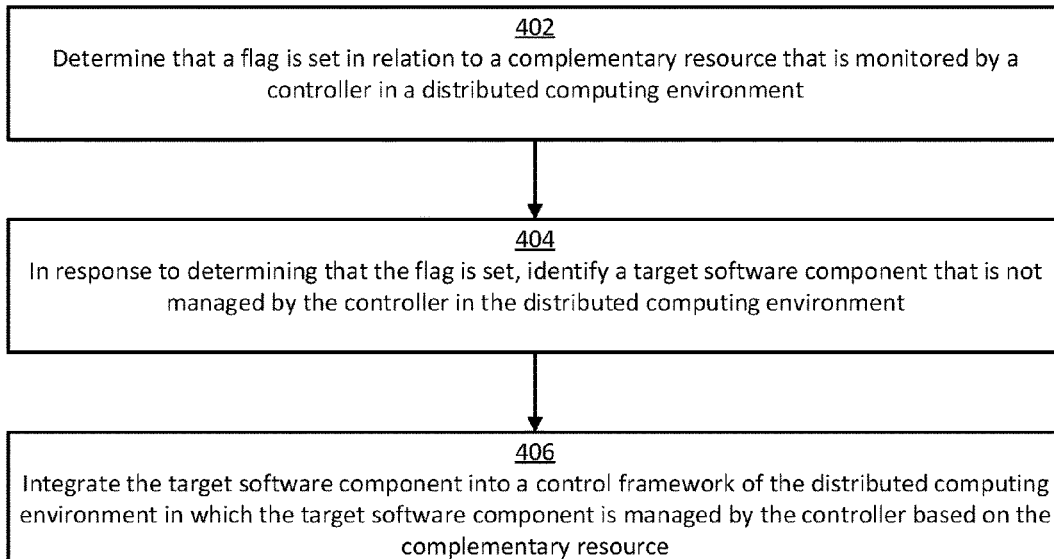 402
Determine that a flag is set in relation to a complementary resource that is monitored by a
controller in a distributed computing environment
404
In response to determining that the flag is set, identify a target software component that is not
managed by the controller in the distributed computing environment
406
Integrate the target software component into a control framework of the distributed computing
environment in which the target software component is managed by the controller based on the
complementary resource